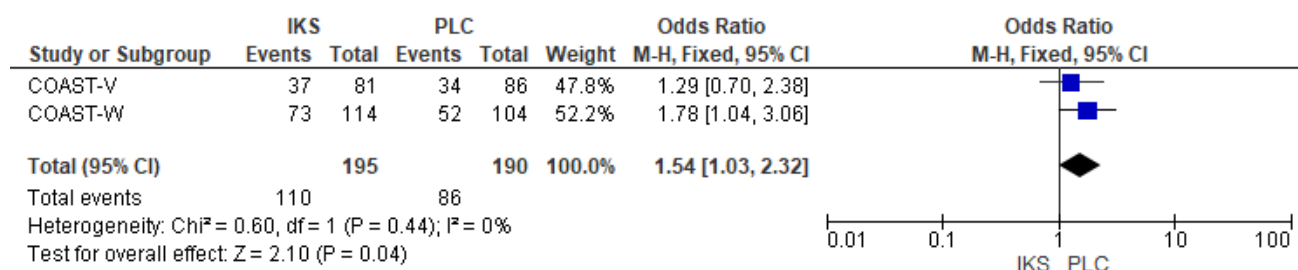 IKS PLC Odds Ratio Odds Ratio
Study or Subgroup Events Total Events Total Weight M-H, Fixed, 95% CI M-H, Fixed, 95% CI
COAST-V 37 81 34 86 47.8% 1.29 [0.70, 2.38]
COAST-W 73 114 52 104 52.2% 1.78 [1.04, 3.06]
Total (95% CI) 195 190 100.0% 1.54 [1.03, 2.32]
Total events 110 86
Heterogeneity: Chi² = 0.60, df = 1 (P = 0.44); I² = 0%
Test for overall effect: Z = 2.10 (P = 0.04)
0.01 0.1 1 10 100
IKS PLC